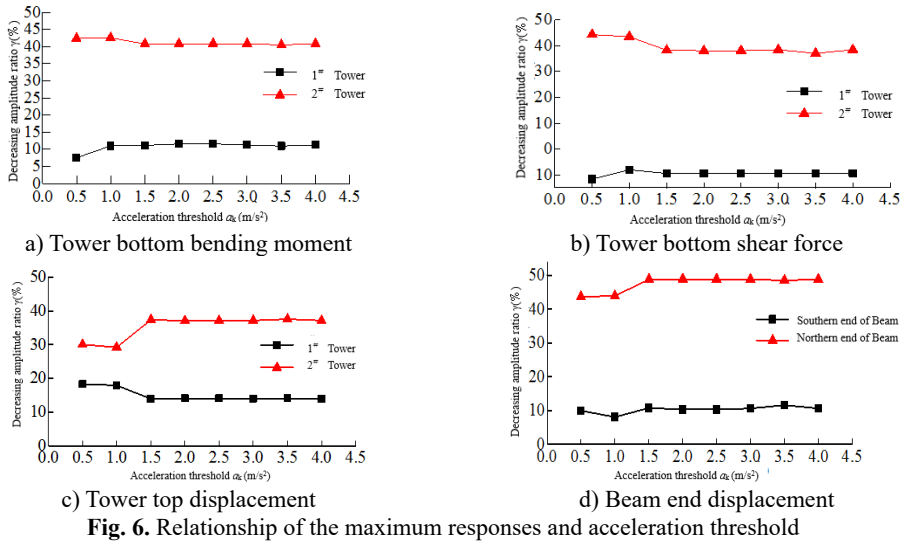 Decreasing amplitude ratio γ(%)
50
45
40
35
30
25
20
15
10
5
0
1# Tower
2# Tower
0.0 0.5 1.0 1.5 2.0 2.5 3.0 3.5 4.0 4.5
Acceleration threshold ak (m/s2)
a) Tower bottom bending moment
Decreasing amplitude ratio γ(%)
50
40
30
20
10
0
10
1# Tower
2# Tower
0.0 0.5 1.0 1.5 2.0 2.5 3.0 3.5 4.0 4.5
Acceleration threshold ak (m/s2)
b) Tower bottom shear force
Decreasing amplitude ratio γ(%)
50
40
30
20
10
0
1# Tower
2# Tower
0.0 0.5 1.0 1.5 2.0 2.5 3.0 3.5 4.0 4.5
Acceleration threshold ak (m/s2)
c) Tower top displacement
Decreasing amplitude ratio γ(%)
50
40
30
20
10
0
Southern end of Beam
Northern end of Beam
0.0 0.5 1.0 1.5 2.0 2.5 3.0 3.5 4.0 4.5
Acceleration threshold ak (m/s2)
d) Beam end displacement
Fig. 6. Relationship of the maximum responses and acceleration threshold